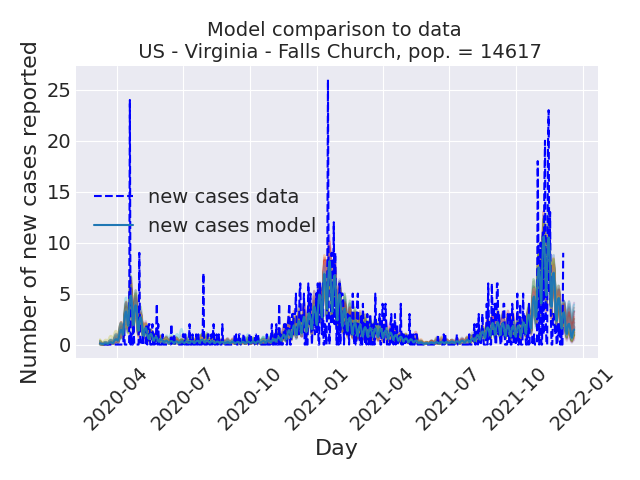 Model comparison to data
US - Virginia - Falls Church, pop. = 14617
Number of new cases reported
25
20
15
10
5
0
new cases data
new cases model
2020-04
2020-07
2020-10
2021-01
2021-04
2021-07
2021-10
2022-01
Day